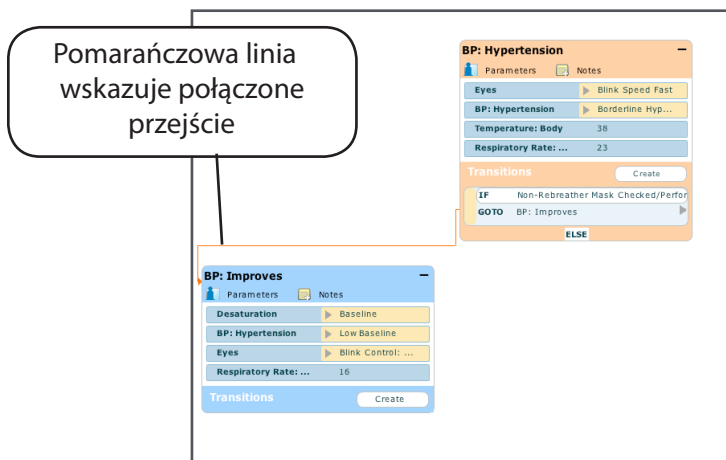 Pomarańczowa linia
wskazuje połączone
przejście
BP: Hypertension
Parameters Notes
Eyes Blink Speed Fast
BP: Hypertension Borderline Hyp...
Temperature: Body 38
Respiratory Rate: ... 23
Transitions Create
IF Non-Rebreather Mask Checked/Perfor
GOTO BP: Improves
ELSE
BP: Improves
Parameters Notes
Desaturation Baseline
BP: Hypertension Low Baseline
Eyes Blink Control: ...
Respiratory Rate: ... 16
Transitions Create